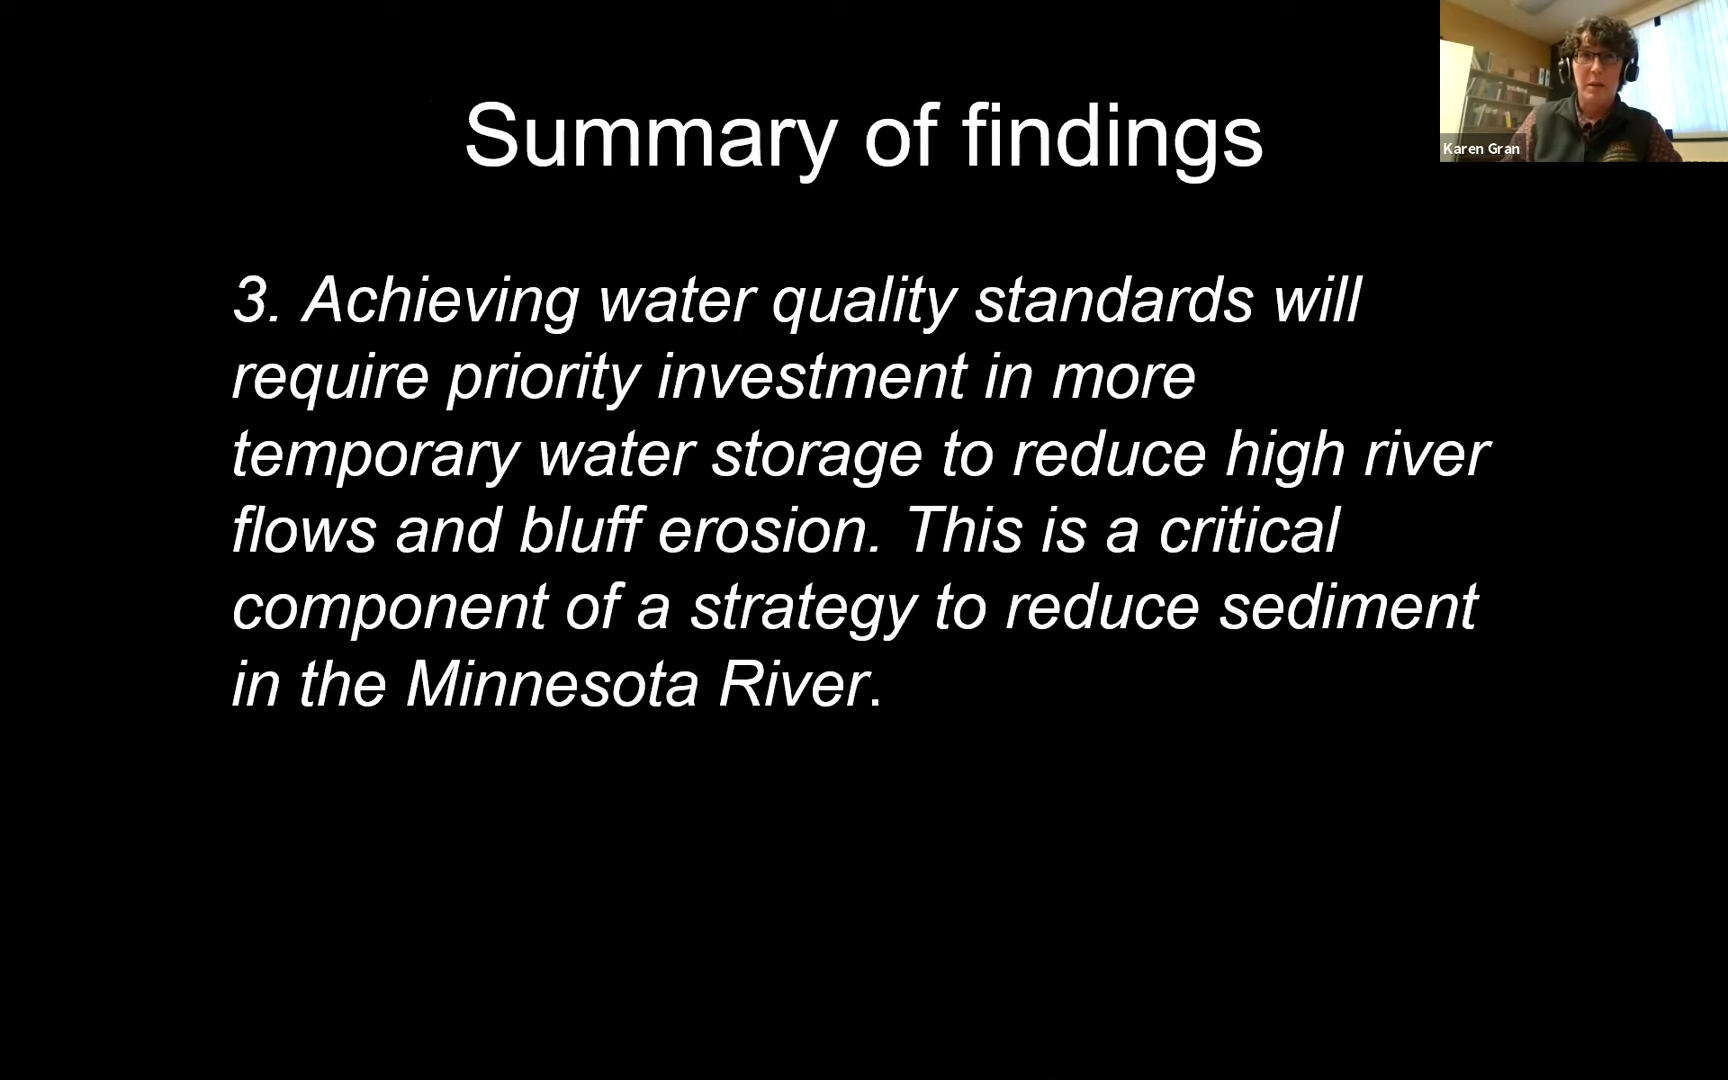 Summary of findings
Karen Gran
3. Achieving water quality standards will
require priority investment in more
temporary water storage to reduce high river
flows and bluff erosion. This is a critical
component of a strategy to reduce sediment
in the Minnesota River.